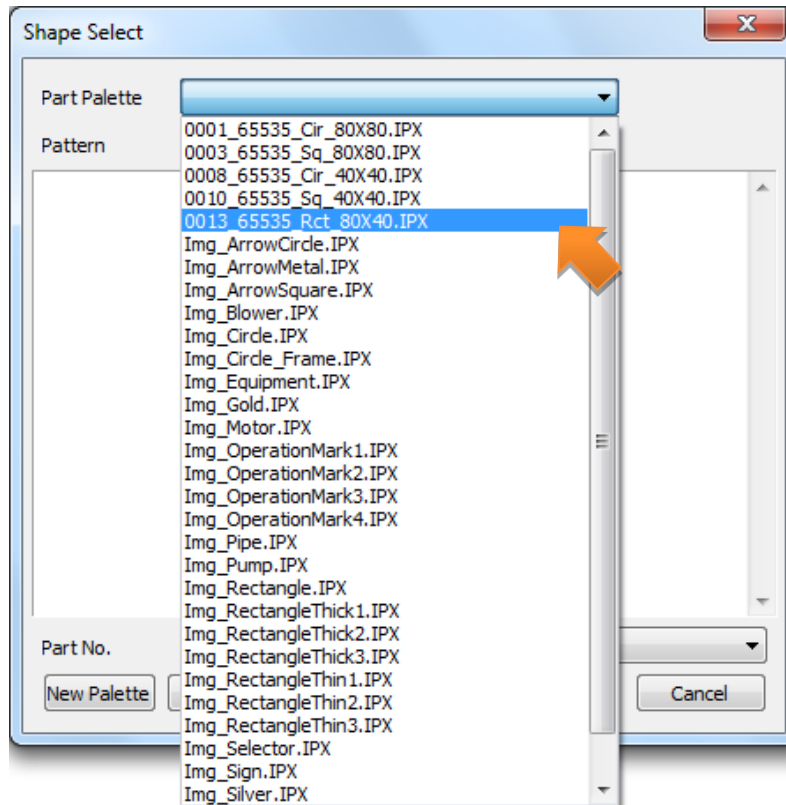 Shape Select
Part Palette
Pattern
0001_65535_Cir_80X80.IPX
0003_65535_Sq_80X80.IPX
0008_65535_Cir_40X40.IPX
0010_65535_Sq_40X40.IPX
0013_65535_Rct_80X40.IPX
Img_ArrowCircle.IPX
Img_ArrowMetal.IPX
Img_ArrowSquare.IPX
Img_Blower.IPX
Img_Circle.IPX
Img_Circle_Frame.IPX
Img_Equipment.IPX
Img_Gold.IPX
Img_Motor.IPX
Img_OperationMark1.IPX
Img_OperationMark2.IPX
Img_OperationMark3.IPX
Img_OperationMark4.IPX
Img_Pipe.IPX
Img_Pump.IPX
Img_Rectangle.IPX
Img_RectangleThick1.IPX
Img_RectangleThick2.IPX
Img_RectangleThick3.IPX
Img_RectangleThin1.IPX
Img_RectangleThin2.IPX
Img_RectangleThin3.IPX
Img_Selector.IPX
Img_Sign.IPX
Img_Silver.IPX
Part No.
New Palette
Cancel